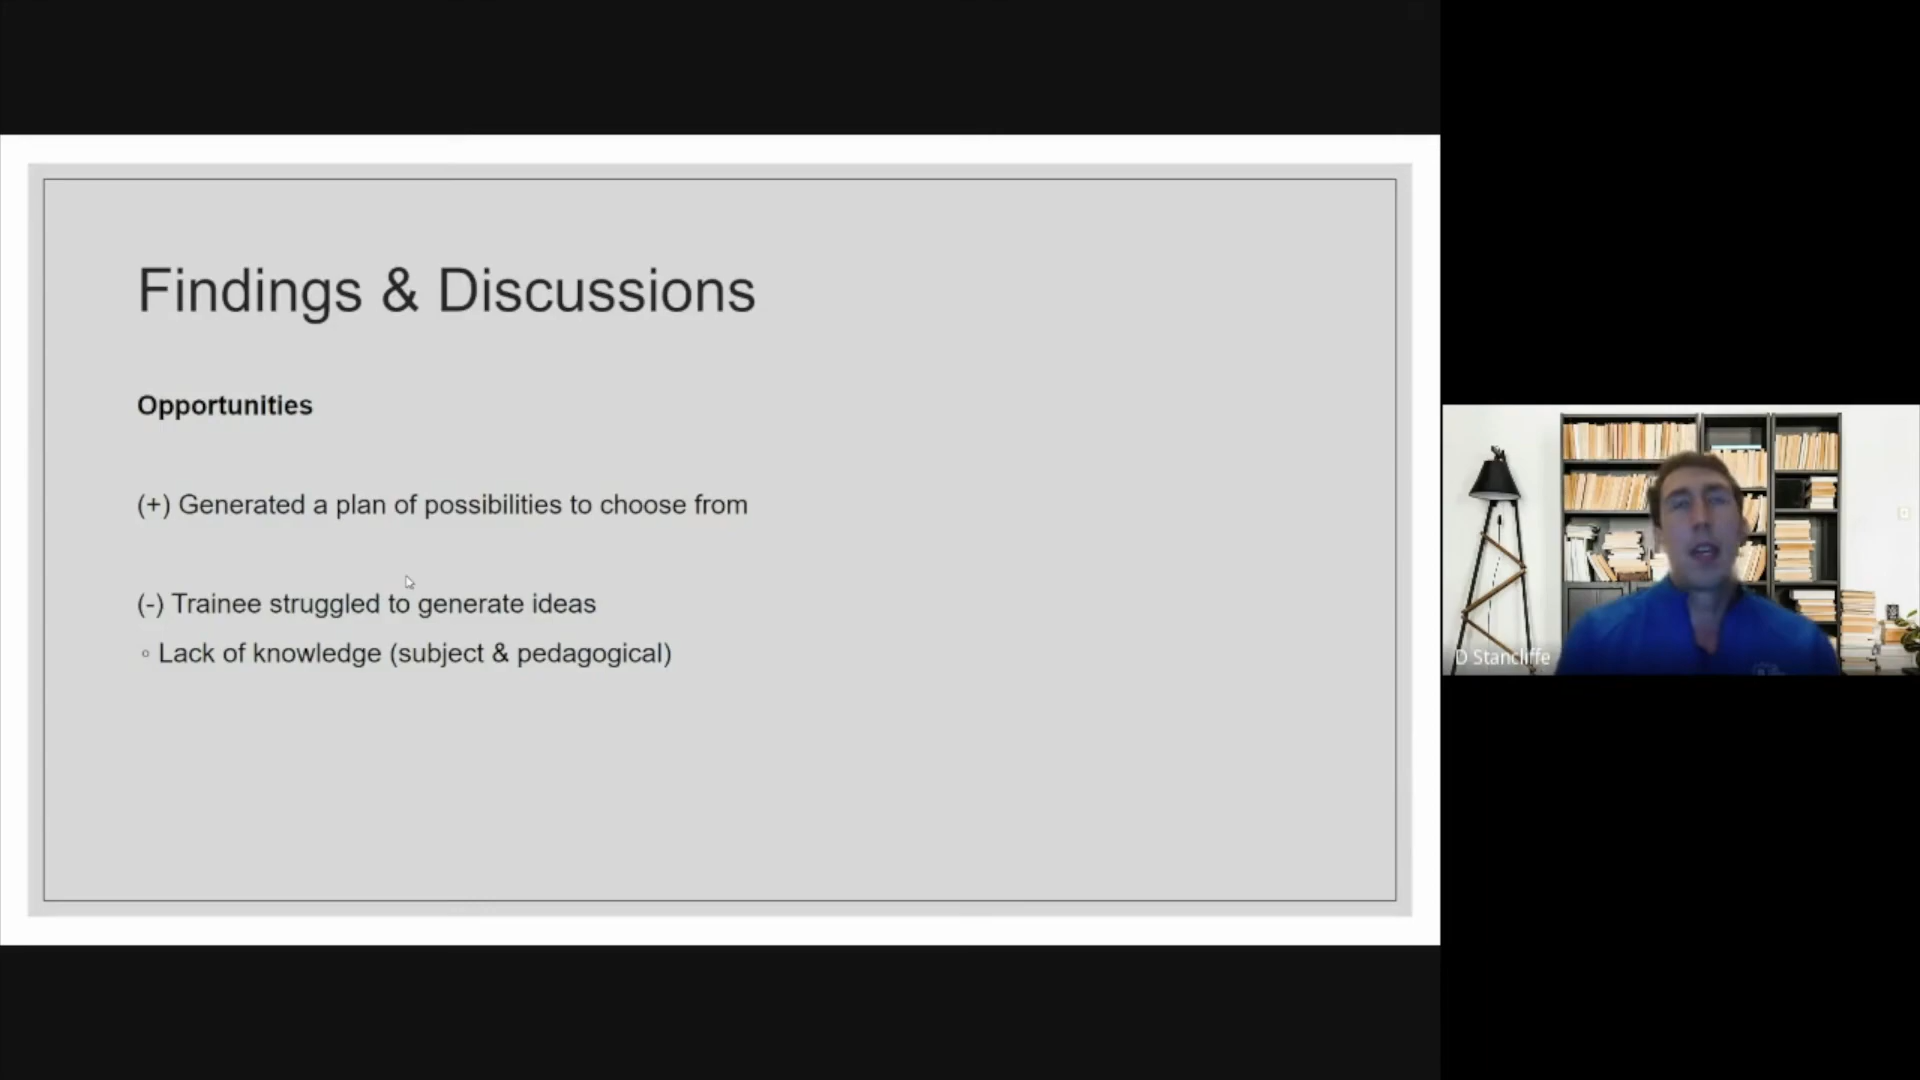 Findings & Discussions
Opportunities
(+) Generated a plan of possibilities to choose from
(-) Trainee struggled to generate ideas
◦ Lack of knowledge (subject & pedagogical)
D Stancliffe